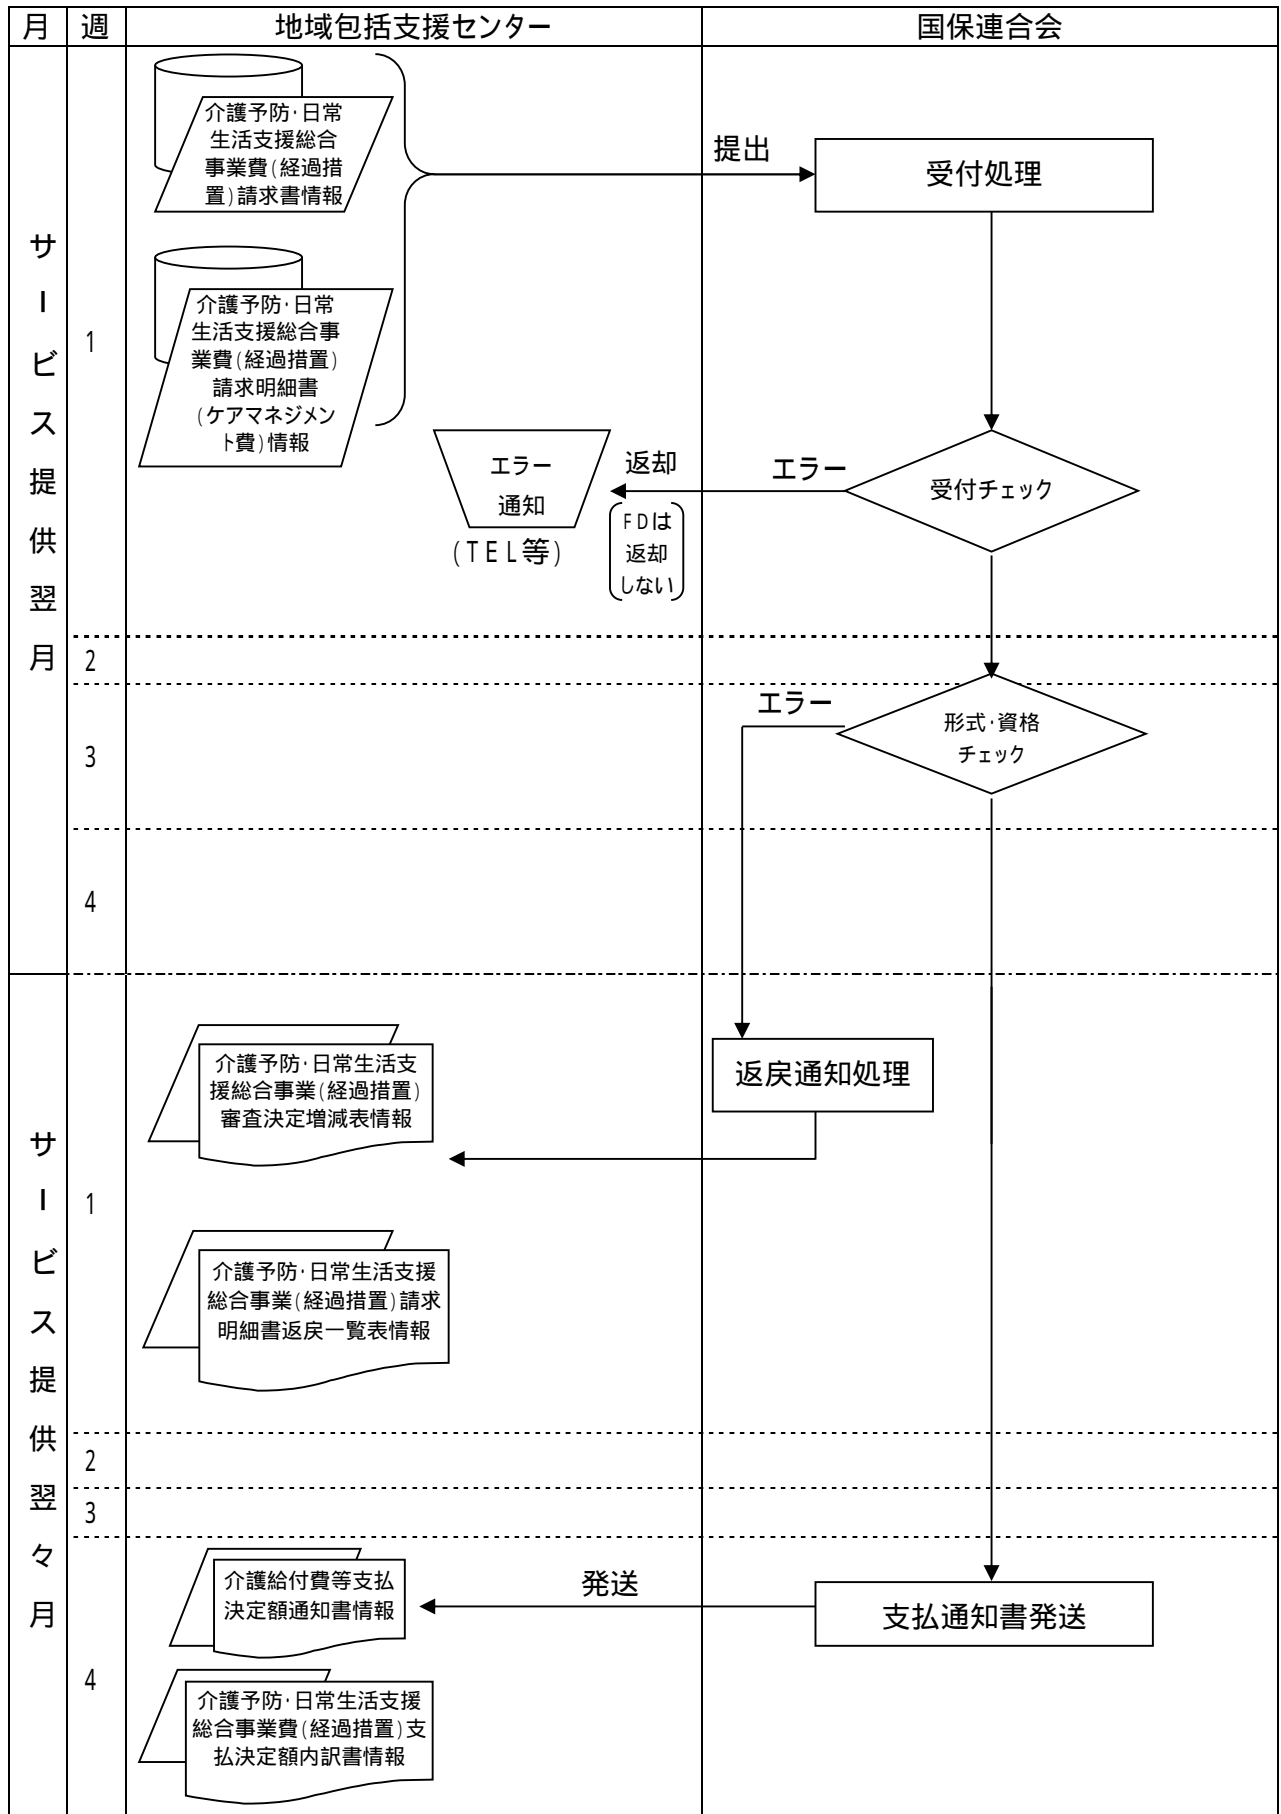 月
週
地域包括支援センター
国保連合会
サービス提供翌月
1
介護予防・日常
生活支援総合
事業費(経過措
置)請求書情報
提出
受付処理
介護予防・日常
生活支援総合事
業費(経過措置)
請求明細書
(ケアマネジメン
ト費)情報
エラー
通知
(TEL等)
返却
FDは
返却
しない
エラー
受付チェック
2
3
エラー
形式・資格
チェック
4
サービス提供翌々月
1
介護予防・日常生活支
援総合事業(経過措置)
審査決定増減表情報
返戻通知処理
介護予防・日常生活支援
総合事業(経過措置)請求
明細書返戻一覧表情報
2
3
4
介護給付費等支払
決定額通知書情報
発送
支払通知書発送
介護予防・日常生活支援
総合事業費(経過措置)支
払決定額内訳書情報